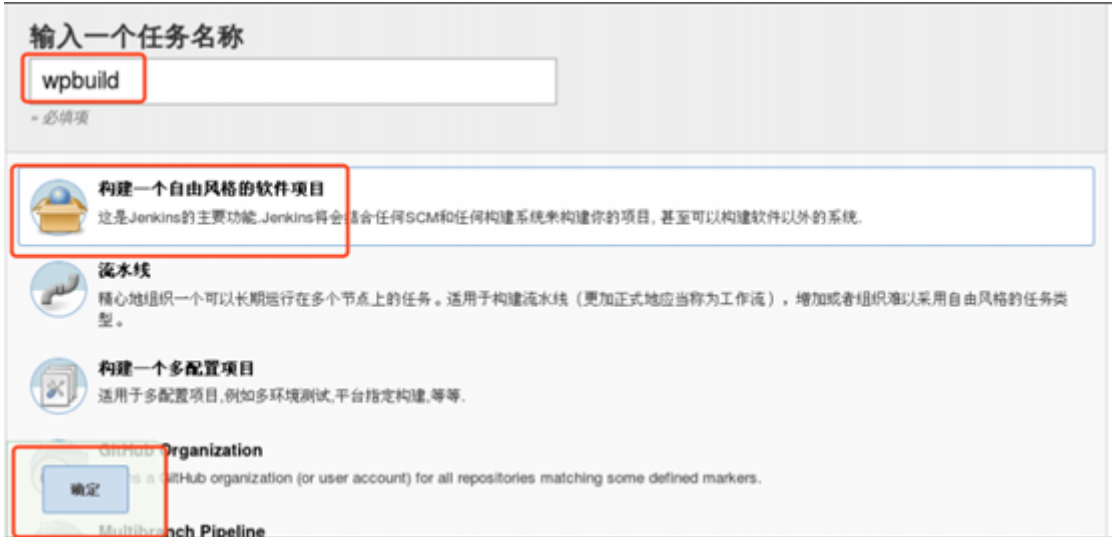 输入一个任务名称
wpbuild
» 必填项
构建一个自由风格的软件项目
这是Jenkins的主要功能.Jenkins将会结合任何SCM和任何构建系统来构建你的项目, 甚至可以构建软件以外的系统.
流水线
精心地组织一个可以长期运行在多个节点上的任务。适用于构建流水线（更加正式地应当称为工作流），增加或者组织难以采用自由风格的任务类
型。
构建一个多配置项目
适用于多配置项目,例如多环境测试,平台指定构建,等等.
GitHub Organization
a GitHub organization (or user account) for all repositories matching some defined markers.
确定
Multibranch Pipeline